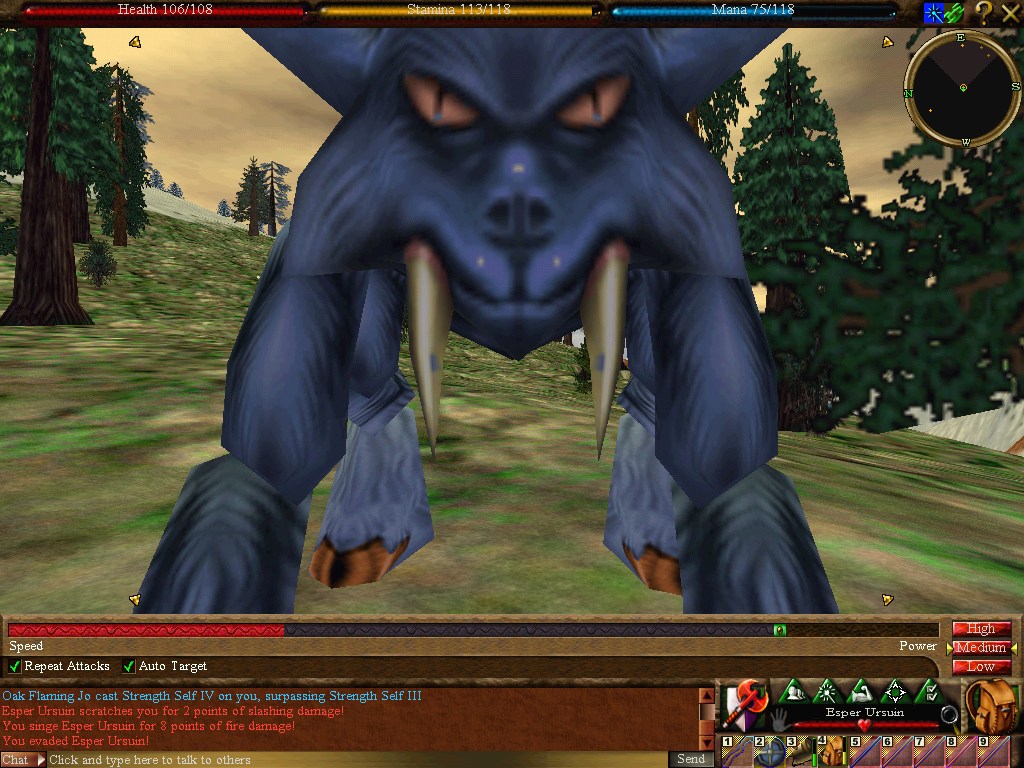 Health 106/108 Stamina 113/118 Mana 75/118
E
N S
W
High
Speed Power Medium
Repeat Attacks Auto Target Low
Oak Flaming Jo cast Strength Self IV on you, surpassing Strength Self III
Esper Ursuin scratches you for 2 points of slashing damage!
You singe Esper Ursuin for 8 points of fire damage!
You evaded Esper Ursuin!
Esper Ursuin
1 2 3 4 5 6 7 8 9
Chat Click and type here to talk to others Send